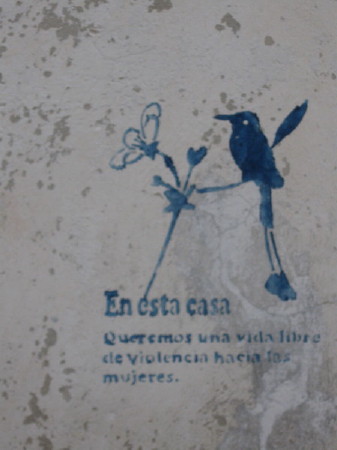 En esta casa
Queremos una vida libre
de violencia hacia las
mujeres.